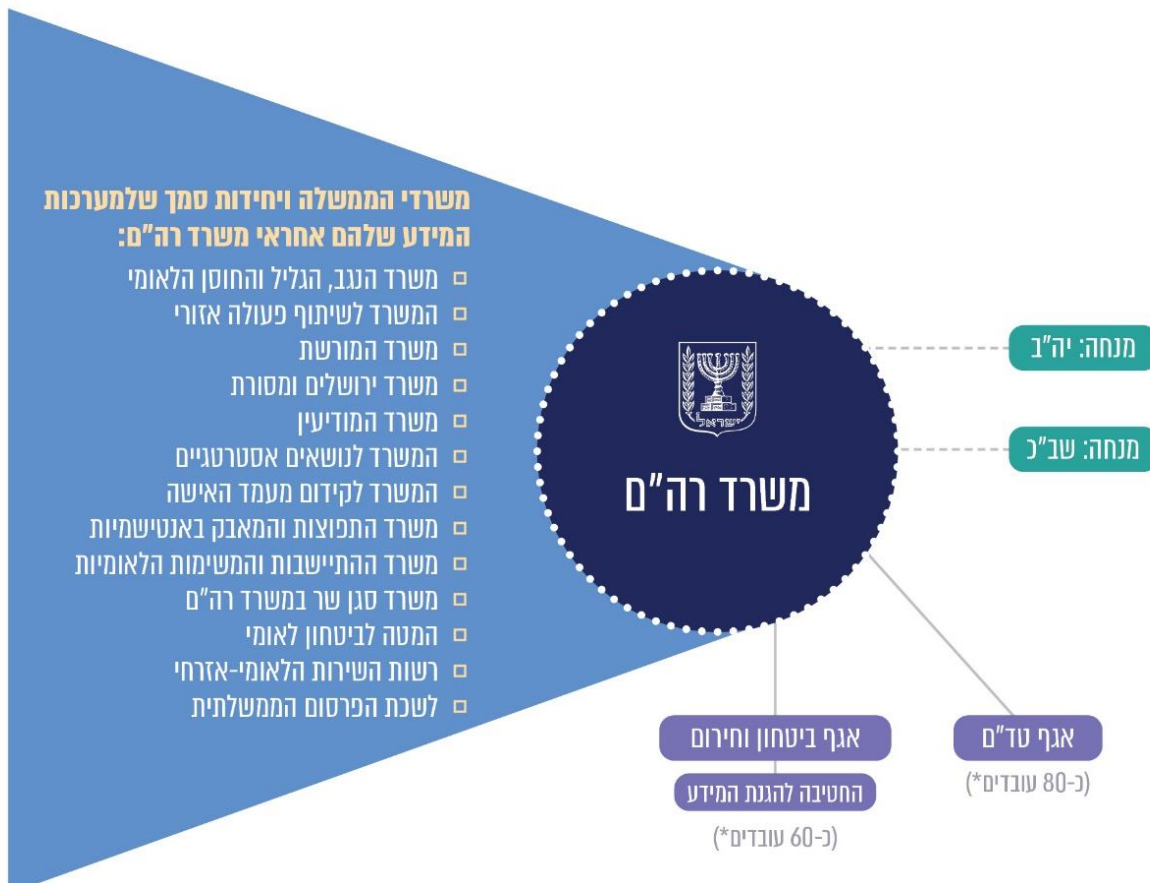 משרדי הממשלה ויחידות סמך שלמערכות
המידע שלהם אחראי משרד רה"ם:
משרד הנגב, הגליל והחוסן הלאומי
המשרד לשיתוף פעולה אזורי
משרד המורשת
משרד ירושלים ומסורת
משרד המודיעין
המשרד לנושאים אסטרטגיים
המשרד לקידום מעמד האישה
משרד התפוצות והמאבק באנטישמיות
משרד ההתיישבות והמשימות הלאומיות
משרד סגן שר במשרד רה"ם
המטה לביטחון לאומי
רשות השירות הלאומי-אזרחי
לשכת הפרסום הממשלתית
ישראל
משרד רה"ם
מנחה: יה"ב
מנחה: שב"כ
אגף טד"ם
(כ-80 עובדים*)
אגף ביטחון וחירום
החטיבה להגנת המידע
(כ-60 עובדים*)